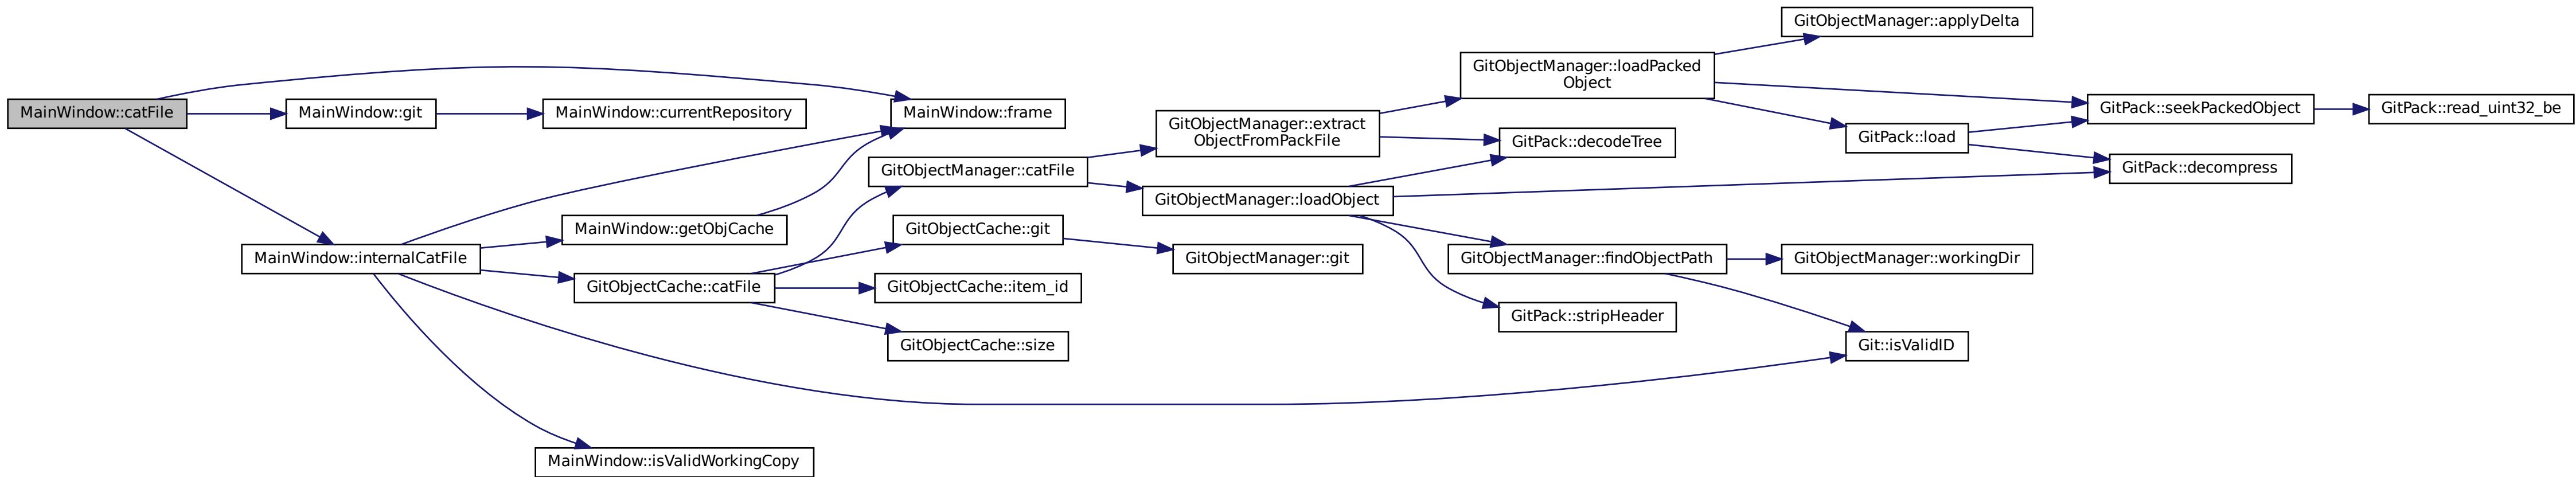 GitObjectManager::applyDelta
GitObjectManager::loadPacked
Object
MainWindow::catFile
MainWindow::git
MainWindow::currentRepository
MainWindow::frame
GitPack::seekPackedObject
GitPack::read_uint32_be
GitObjectManager::extract
ObjectFromPackFile
GitPack::load
GitPack::decodeTree
GitObjectManager::catFile
GitPack::decompress
GitObjectManager::loadObject
MainWindow::getObjCache
GitObjectCache::git
MainWindow::internalCatFile
GitObjectManager::git
GitObjectManager::findObjectPath
GitObjectManager::workingDir
GitObjectCache::catFile
GitObjectCache::item_id
GitPack::stripHeader
GitObjectCache::size
Git::isValidID
MainWindow::isValidWorkingCopy